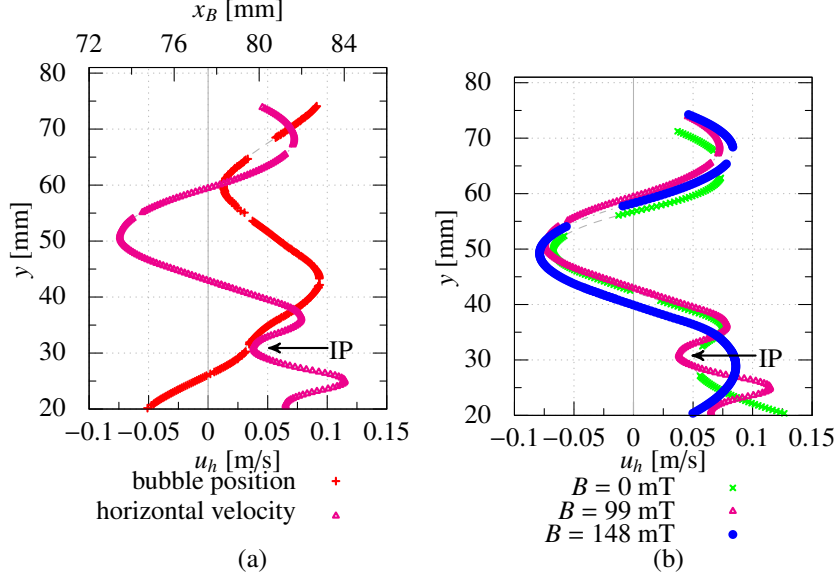 x_B [mm]
72 76 80 84
80
70
60
50
40
30
20
y [mm]
IP
−0.1 −0.05 0 0.05 0.1 0.15
u_h [m/s]
bubble position
horizontal velocity
(a)
80
70
60
50
40
30
20
y [mm]
IP
−0.1 −0.05 0 0.05 0.1 0.15
u_h [m/s]
B = 0 mT
B = 99 mT
B = 148 mT
(b)